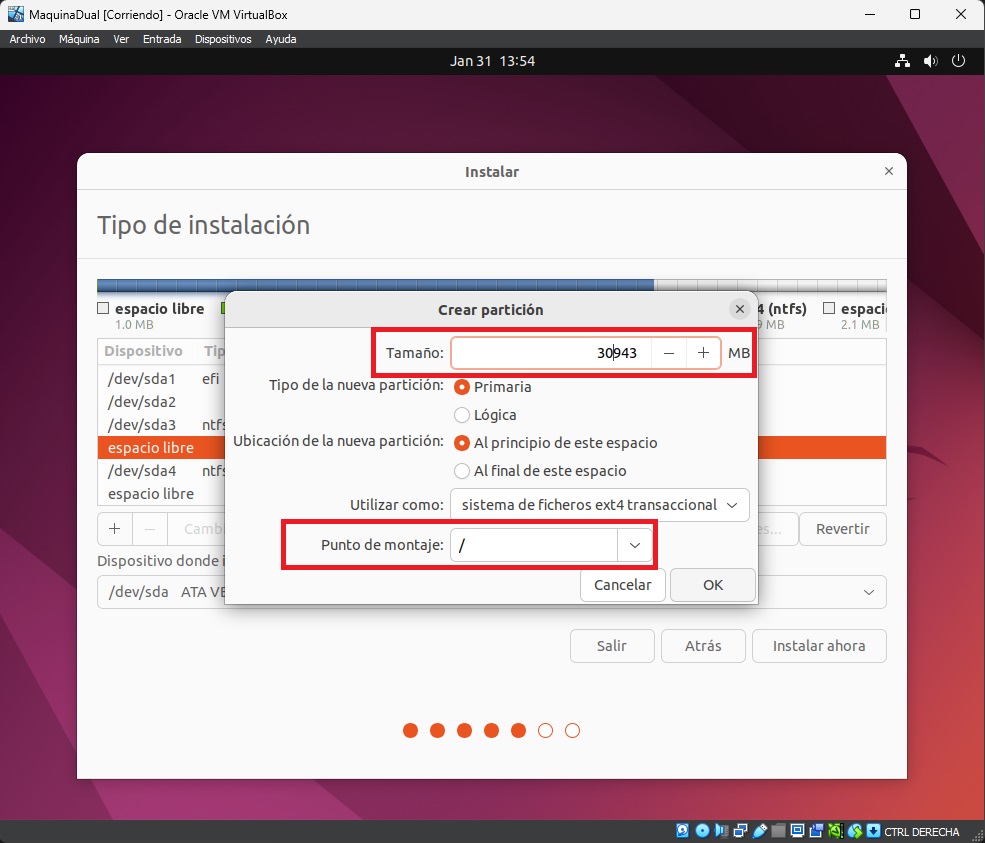 MaquinaDual [Corriendo] - Oracle VM VirtualBox
Archivo Máquina Ver Entrada Dispositivos Ayuda
Jan 31 13:54
Instalar
Tipo de instalación
espacio libre
1.0 MB
4 (ntfs)
9 MB
espacio
2.1 MB
Dispositivo Tip
/dev/sda1 efi
/dev/sda2
/dev/sda3 ntfs
espacio libre
/dev/sda4 ntfs
espacio libre
+ − Camb
es... Revertir
Dispositivo donde i
/dev/sda ATA VB
Crear partición
Tamaño: 30943 − + MB
Tipo de la nueva partición: Primaria
Lógica
Ubicación de la nueva partición: Al principio de este espacio
Al final de este espacio
Utilizar como: sistema de ficheros ext4 transaccional
Punto de montaje: /
Cancelar OK
Salir Atrás Instalar ahora
CTRL DERECHA